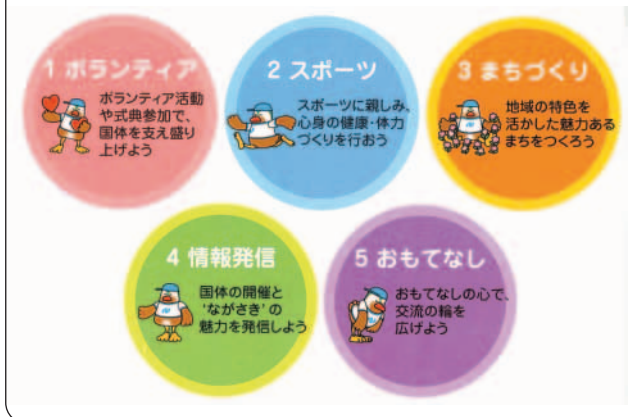 1 ボランティア
ボランティア活動
や式典参加で、
国体を支え盛り
上げよう
2 スポーツ
スポーツに親しみ、
心身の健康・体力
づくりを行おう
3 まちづくり
地域の特色を
活かした魅力ある
まちをつくろう
4 情報発信
国体の開催と
‘ながさき’の
魅力を発信しよう
5 おもてなし
おもてなしの心で、
交流の輪を
広げよう